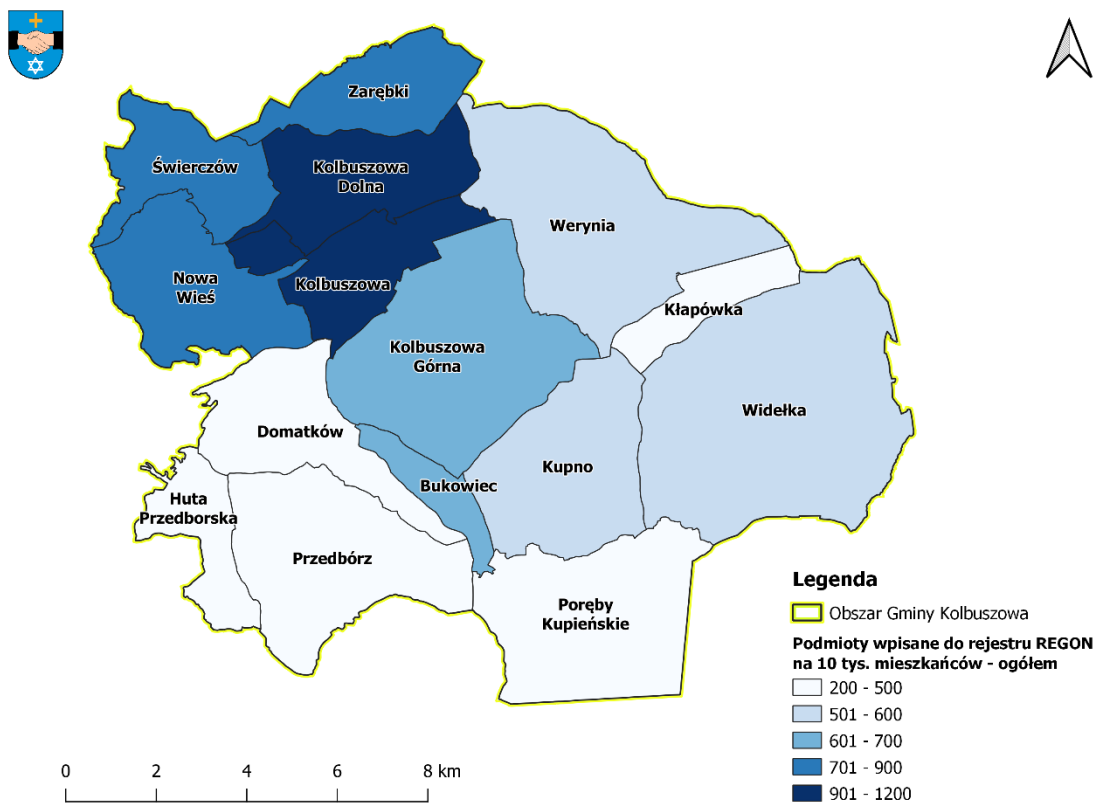 Zarębki
Świerczów
Kolbuszowa
Dolna
Werynia
Nowa
Wieś
Kolbuszowa
Kłapówka
Kolbuszowa
Górna
Widełka
Domatków
Kupno
Bukowiec
Huta
Przedborska
Przedbórz
Poręby
Kupieńskie
Legenda
Obszar Gminy Kolbuszowa
Podmioty wpisane do rejestru REGON
na 10 tys. mieszkańców - ogółem
200 - 500
501 - 600
601 - 700
701 - 900
901 - 1200
0 2 4 6 8 km